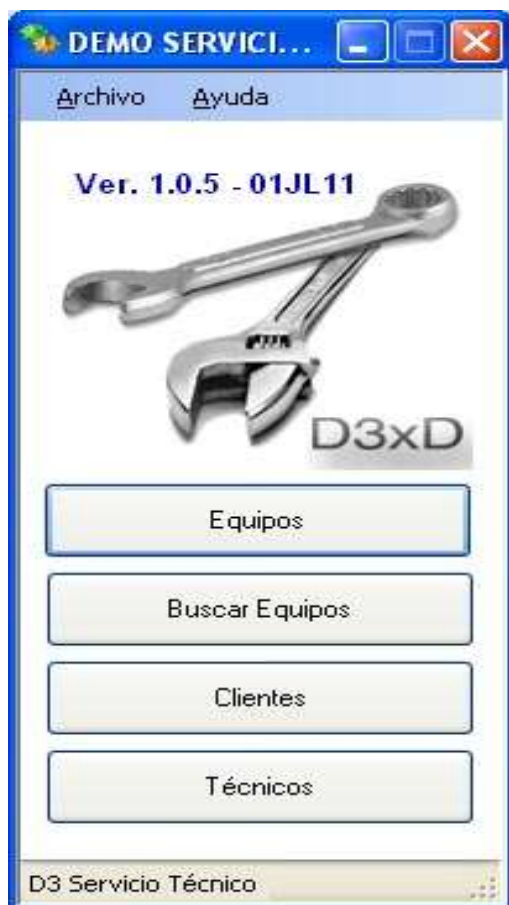 DEMO SERVICI...
Archivo Ayuda
Ver. 1.0.5 - 01JL11
D3xD
Equipos
Buscar Equipos
Clientes
Técnicos
D3 Servicio Técnico